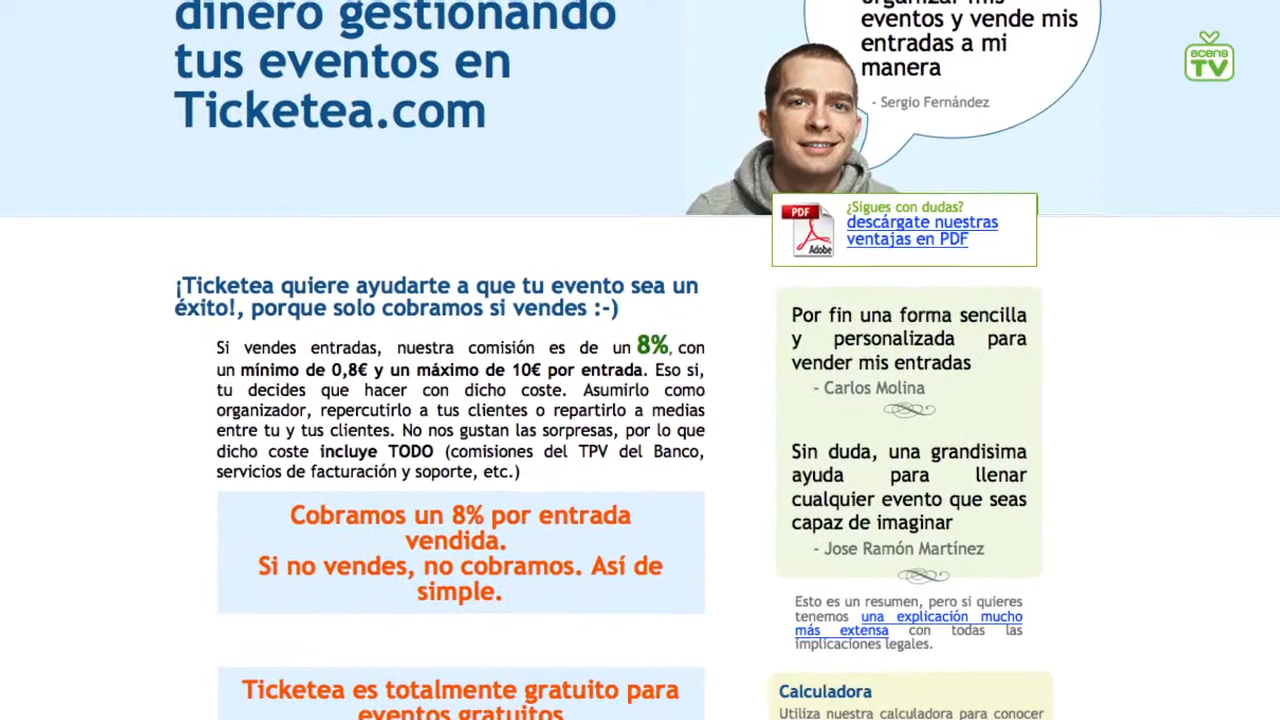 dinero gestionando
tus eventos en
Ticketea.com
organizar mis
eventos y vende mis
entradas a mi
manera
- Sergio Fernández
acens
TV
PDF
Adobe
¿Sigues con dudas?
descárgate nuestras
ventajas en PDF
¡Ticketea quiere ayudarte a que tu evento sea un
éxito!, porque solo cobramos si vendes :-)
Si vendes entradas, nuestra comisión es de un 8%, con
un mínimo de 0,8€ y un máximo de 10€ por entrada. Eso si,
tu decides que hacer con dicho coste. Asumirlo como
organizador, repercutirlo a tus clientes o repartirlo a medias
entre tu y tus clientes. No nos gustan las sorpresas, por lo que
dicho coste incluye TODO (comisiones del TPV del Banco,
servicios de facturación y soporte, etc.)
Cobramos un 8% por entrada
vendida.
Si no vendes, no cobramos. Así de
simple.
Ticketea es totalmente gratuito para
eventos gratuitos
Por fin una forma sencilla
y personalizada para
vender mis entradas
- Carlos Molina
Sin duda, una grandisima
ayuda para llenar
cualquier evento que seas
capaz de imaginar
- Jose Ramón Martínez
Esto es un resumen, pero si quieres
tenemos una explicación mucho
más extensa con todas las
implicaciones legales.
Calculadora
Utiliza nuestra calculadora para conocer